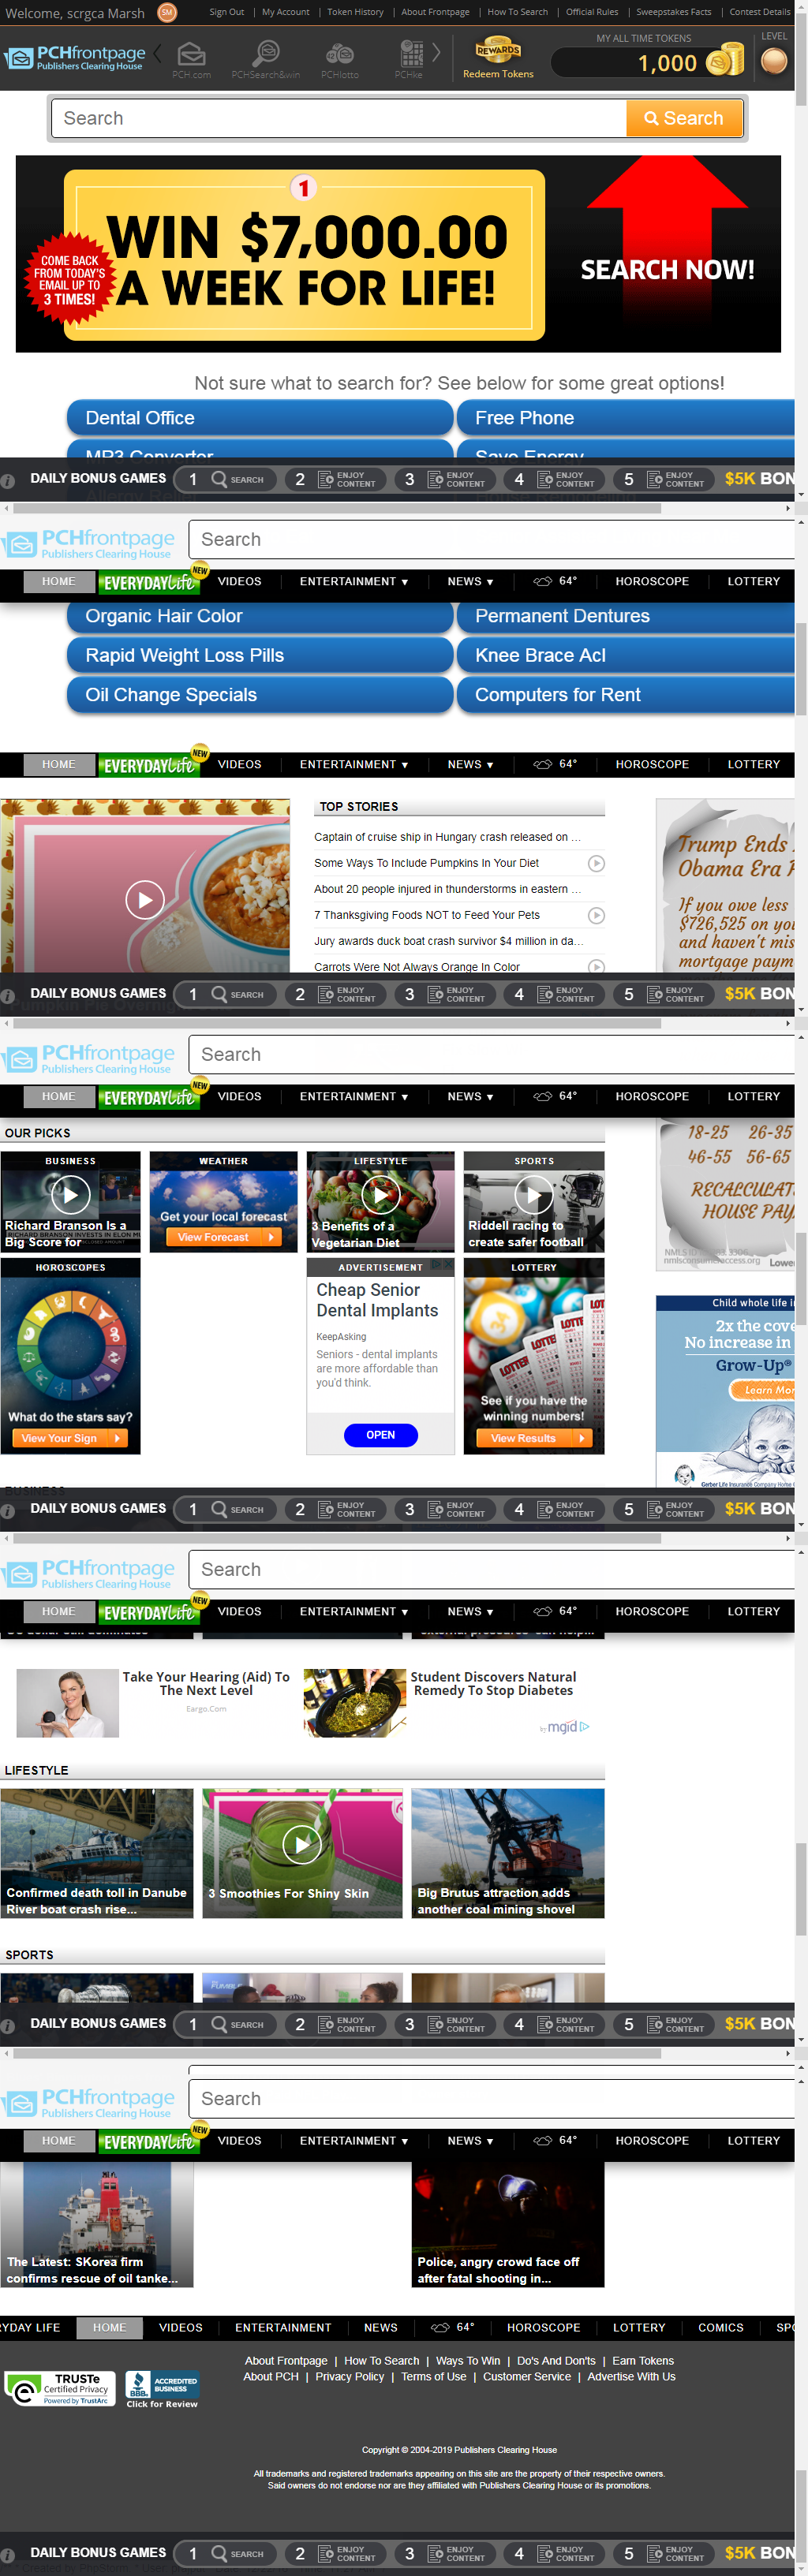 Welcome, scrgca Marsh SM Sign Out | My Account | Token History | About Frontpage | How To Search | Official Rules | Sweepstakes Facts | Contest Details
PCHfrontpage
Publishers Clearing House
PCH.com PCHSearch&win PCHlotto PCHke
REWARDS
Redeem Tokens
MY ALL TIME TOKENS
1,000
LEVEL
Search Search
1
WIN $7,000.00
A WEEK FOR LIFE!
COME BACK
FROM TODAY'S
EMAIL UP TO
3 TIMES!
SEARCH NOW!
Not sure what to search for? See below for some great options!
Dental Office Free Phone
MP3 Converter Save Energy
DAILY BONUS GAMES 1 SEARCH 2 ENJOY CONTENT 3 ENJOY CONTENT 4 ENJOY CONTENT 5 ENJOY CONTENT $5K BON
PCHfrontpage
Publishers Clearing House
Search
HOME EVERYDAY Life NEW VIDEOS ENTERTAINMENT ▼ NEWS ▼ 64° HOROSCOPE LOTTERY
Organic Hair Color Permanent Dentures
Rapid Weight Loss Pills Knee Brace Acl
Oil Change Specials Computers for Rent
HOME EVERYDAY Life NEW VIDEOS ENTERTAINMENT ▼ NEWS ▼ 64° HOROSCOPE LOTTERY
TOP STORIES
Captain of cruise ship in Hungary crash released on ...
Some Ways To Include Pumpkins In Your Diet
About 20 people injured in thunderstorms in eastern ...
7 Thanksgiving Foods NOT to Feed Your Pets
Jury awards duck boat crash survivor $4 million in da...
Carrots Were Not Always Orange In Color
Trump Ends
Obama Era
If you owe less
$726,525 on you
and haven't mis
mortgage paym
DAILY BONUS GAMES 1 SEARCH 2 ENJOY CONTENT 3 ENJOY CONTENT 4 ENJOY CONTENT 5 ENJOY CONTENT $5K BON
PCHfrontpage
Publishers Clearing House
Search
HOME EVERYDAY Life NEW VIDEOS ENTERTAINMENT ▼ NEWS ▼ 64° HOROSCOPE LOTTERY
OUR PICKS
BUSINESS
Richard Branson Is a
Big Score for
WEATHER
Get your local forecast
View Forecast
LIFESTYLE
3 Benefits of a
Vegetarian Diet
SPORTS
Riddell racing to
create safer football
18-25 26-35
46-55 56-65
RECALCULAT
HOUSE PAY
nmlsconsumeraccess.org Lowe
HOROSCOPES
What do the stars say?
View Your Sign
ADVERTISEMENT
Cheap Senior
Dental Implants
KeepAsking
Seniors - dental implants
are more affordable than
you'd think.
OPEN
LOTTERY
See if you have the
winning numbers!
View Results
Child whole life i
2x the cove
No increase in
Grow-Up®
Learn Mor
Gerber Life Insurance Company Home
BUSINESS
DAILY BONUS GAMES 1 SEARCH 2 ENJOY CONTENT 3 ENJOY CONTENT 4 ENJOY CONTENT 5 ENJOY CONTENT $5K BON
PCHfrontpage
Publishers Clearing House
Search
HOME EVERYDAY Life NEW VIDEOS ENTERTAINMENT ▼ NEWS ▼ 64° HOROSCOPE LOTTERY
Take Your Hearing (Aid) To
The Next Level
Eargo.Com
Student Discovers Natural
Remedy To Stop Diabetes
by mgid
LIFESTYLE
Confirmed death toll in Danube
River boat crash rise...
3 Smoothies For Shiny Skin
Big Brutus attraction adds
another coal mining shovel
SPORTS
DAILY BONUS GAMES 1 SEARCH 2 ENJOY CONTENT 3 ENJOY CONTENT 4 ENJOY CONTENT 5 ENJOY CONTENT $5K BON
PCHfrontpage
Publishers Clearing House
Search
HOME EVERYDAY Life NEW VIDEOS ENTERTAINMENT ▼ NEWS ▼ 64° HOROSCOPE LOTTERY
The Latest: SKorea firm
confirms rescue of oil tanke...
Police, angry crowd face off
after fatal shooting in...
RYDAY LIFE HOME VIDEOS ENTERTAINMENT NEWS 64° HOROSCOPE LOTTERY COMICS SPO
About Frontpage | How To Search | Ways To Win | Do's And Don'ts | Earn Tokens
About PCH | Privacy Policy | Terms of Use | Customer Service | Advertise With Us
TRUSTe
Certified Privacy
Powered by TrustArc
BBB ACCREDITED BUSINESS
Click for Review
Copyright © 2004-2019 Publishers Clearing House
All trademarks and registered trademarks appearing on this site are the property of their respective owners.
Said owners do not endorse nor are they affiliated with Publishers Clearing House or its promotions.
DAILY BONUS GAMES 1 SEARCH 2 ENJOY CONTENT 3 ENJOY CONTENT 4 ENJOY CONTENT 5 ENJOY CONTENT $5K BON